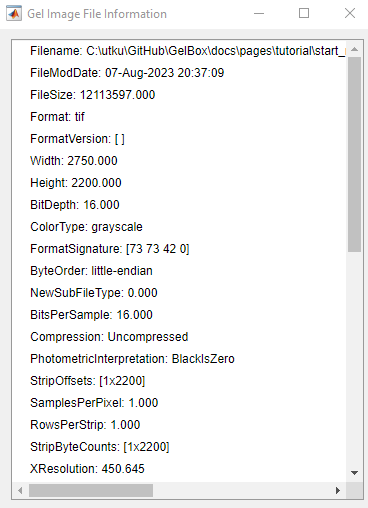 Gel Image File Information
Filename: C:\utku\GitHub\GelBox\docs\pages\tutorial\start_
FileModDate: 07-Aug-2023 20:37:09
FileSize: 12113597.000
Format: tif
FormatVersion: [ ]
Width: 2750.000
Height: 2200.000
BitDepth: 16.000
ColorType: grayscale
FormatSignature: [73 73 42 0]
ByteOrder: little-endian
NewSubFileType: 0.000
BitsPerSample: 16.000
Compression: Uncompressed
PhotometricInterpretation: BlackIsZero
StripOffsets: [1x2200]
SamplesPerPixel: 1.000
RowsPerStrip: 1.000
StripByteCounts: [1x2200]
XResolution: 450.645